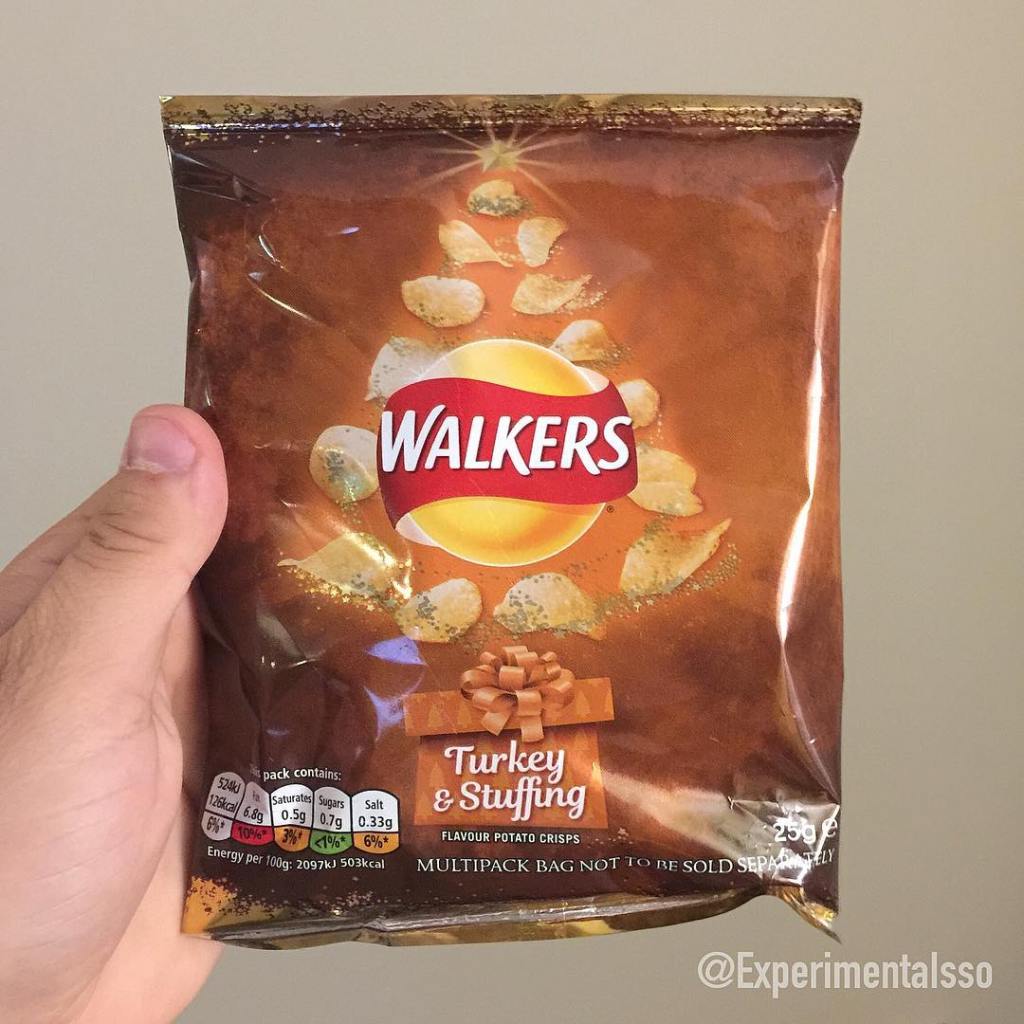 WALKERS
®
Turkey
& Stuffing
FLAVOUR POTATO CRISPS
pack contains:
524kJ
126kcal
6%*
6.8g
10%*
Saturates
0.5g
3%*
Sugars
0.7g
<1%*
Salt
0.33g
6%*
Energy per 100g: 2097kJ 503kcal
25g e
MULTIPACK BAG NOT TO BE SOLD SEPARATELY
@Experimentalsso